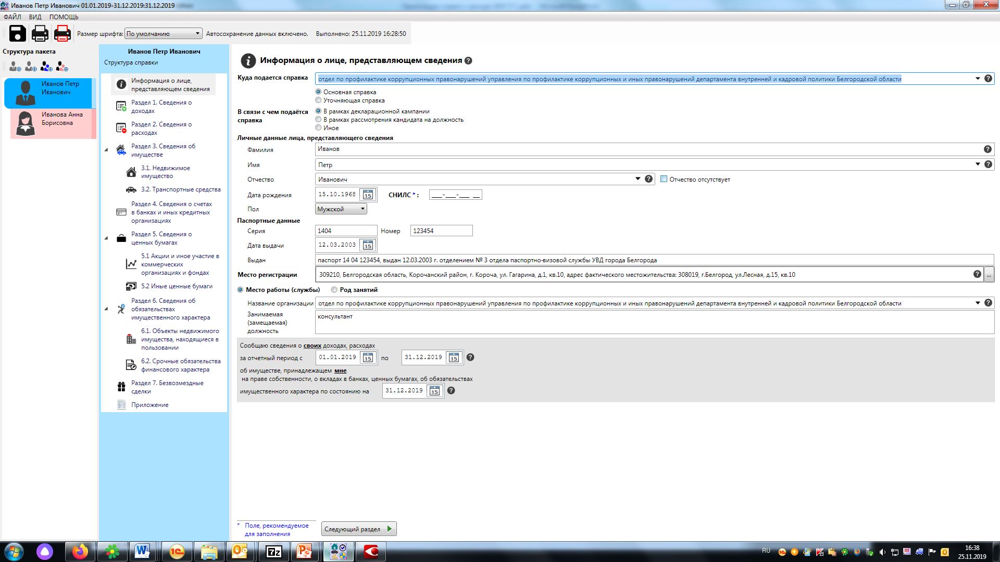 Иванов Петр Иванович 01.01.2019-31.12.2019:31.12.2019
ФАЙЛ ВИД ПОМОЩЬ
Размер шрифта: По умолчанию Автосохранение данных включено. Выполнено: 25.11.2019 16:28:50
Структура пакета
Иванов Петр
Иванович
Иванова Анна
Борисовна
Иванов Петр Иванович
Структура справки
Информация о лице,
представляющем сведения
Раздел 1. Сведения о
доходах
Раздел 2. Сведения о
расходах
Раздел 3. Сведения об
имуществе
3.1. Недвижимое
имущество
3.2. Транспортные средства
Раздел 4. Сведения о счетах
в банках и иных кредитных
организациях
Раздел 5. Сведения о
ценных бумагах
5.1 Акции и иное участие в
коммерческих
организациях и фондах
5.2 Иные ценные бумаги
Раздел 6. Сведения об
обязательствах
имущественного характера
6.1. Объекты недвижимого
имущества, находящиеся в
пользовании
6.2. Срочные обязательства
финансового характера
Раздел 7. Безвозмездные
сделки
Приложение
Информация о лице, представляющем сведения ?
Куда подается справка отдел по профилактике коррупционных правонарушений управления по профилактике коррупционных и иных правонарушений департамента внутренней и кадровой политики Белгородской области ?
Основная справка
Уточняющая справка
В связи с чем подаётся
справка
В рамках декларационной кампании
В рамках рассмотрения кандидата на должность
Иное
Личные данные лица, представляющего сведения
Фамилия Иванов ?
Имя Петр ?
Отчество Иванович ? Отчество отсутствует
Дата рождения 15.10.1968 15 СНИЛС * : ___-___-___ __
Пол Мужской
Паспортные данные
Серия 1404 Номер 123454
Дата выдачи 12.03.2003 15
Выдан паспорт 14 04 123454, выдан 12.03.2003 г. отделением № 3 отдела паспортно-визовой службы УВД города Белгорода
Место регистрации 309210, Белгородская область, Корочанский район, г. Короча, ул. Гагарина, д.1, кв.10, адрес фактического местожительства: 308019, г.Белгород, ул.Лесная, д.15, кв.10 ? ...
Место работы (службы) Род занятий
Название организации отдел по профилактике коррупционных правонарушений управления по профилактике коррупционных и иных правонарушений департамента внутренней и кадровой политики Белгородской области ?
Занимаемая
(замещаемая)
должность
консультант
Сообщаю сведения о своих доходах, расходах
за отчетный период с 01.01.2019 15 по 31.12.2019 15 ?
об имуществе, принадлежащем мне
на праве собственности, о вкладах в банках, ценных бумагах, об обязательствах
имущественного характера по состоянию на 31.12.2019 15 ?
* Поле, рекомендуемое
для заполнения
Следующий раздел
RU
16:38
25.11.2019